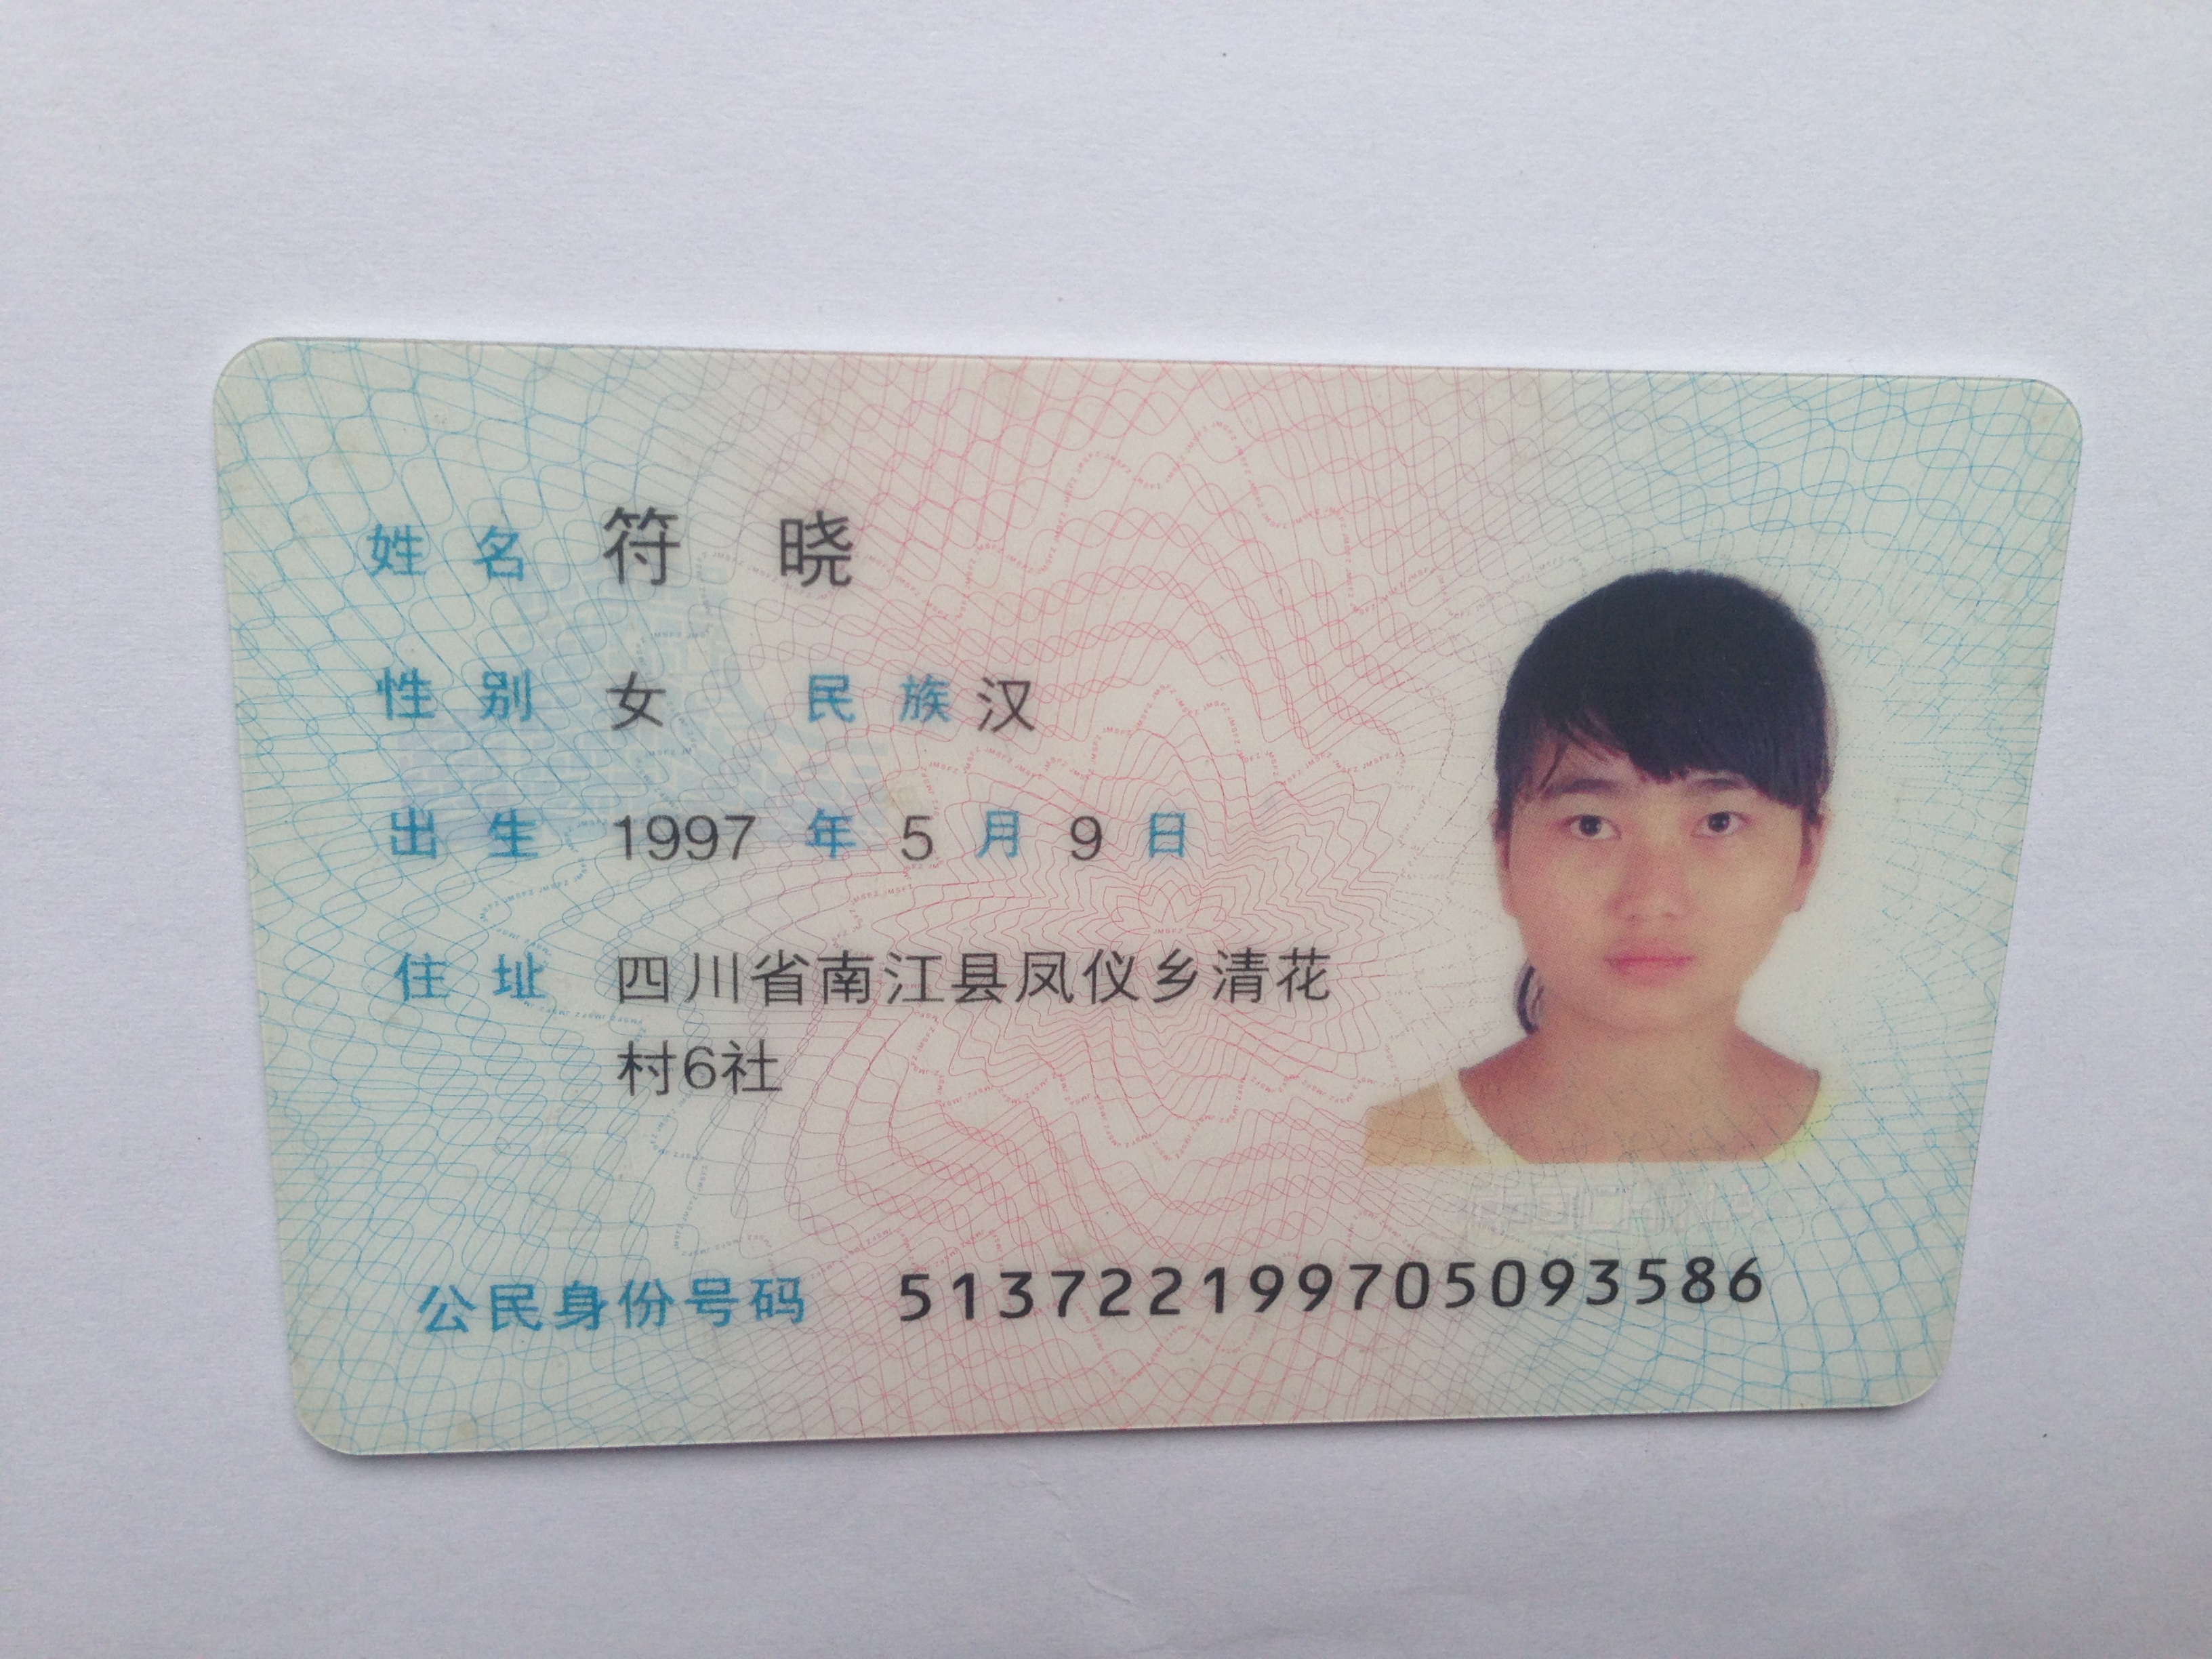 姓名 符晓
性别 女 民族 汉
出生 1997 年 5 月 9 日
住址 四川省南江县凤仪乡清花
村6社
公民身份号码 513722199705093586